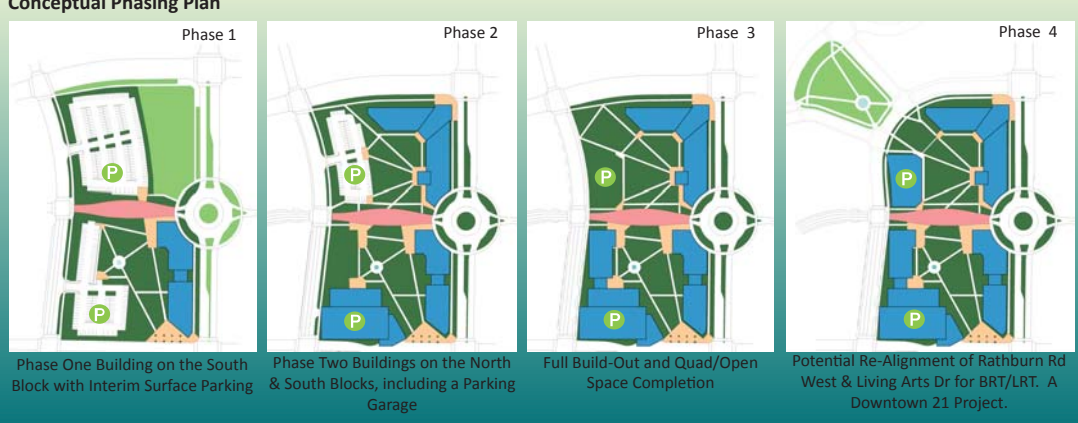 Conceptual Phasing Plan
Phase 1
P
P
Phase One Building on the South
Block with Interim Surface Parking
Phase 2
P
P
Phase Two Buildings on the North
& South Blocks, including a Parking
Garage
Phase 3
P
P
Full Build-Out and Quad/Open
Space Completion
Phase 4
P
P
Potential Re-Alignment of Rathburn Rd
West & Living Arts Dr for BRT/LRT. A
Downtown 21 Project.